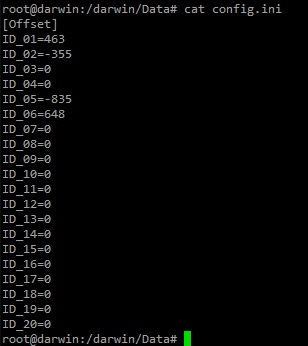 root@darwin:/darwin/Data# cat config.ini
[Offset]
ID_01=463
ID_02=-355
ID_03=0
ID_04=0
ID_05=-835
ID_06=648
ID_07=0
ID_08=0
ID_09=0
ID_10=0
ID_11=0
ID_12=0
ID_13=0
ID_14=0
ID_15=0
ID_16=0
ID_17=0
ID_18=0
ID_19=0
ID_20=0
root@darwin:/darwin/Data#